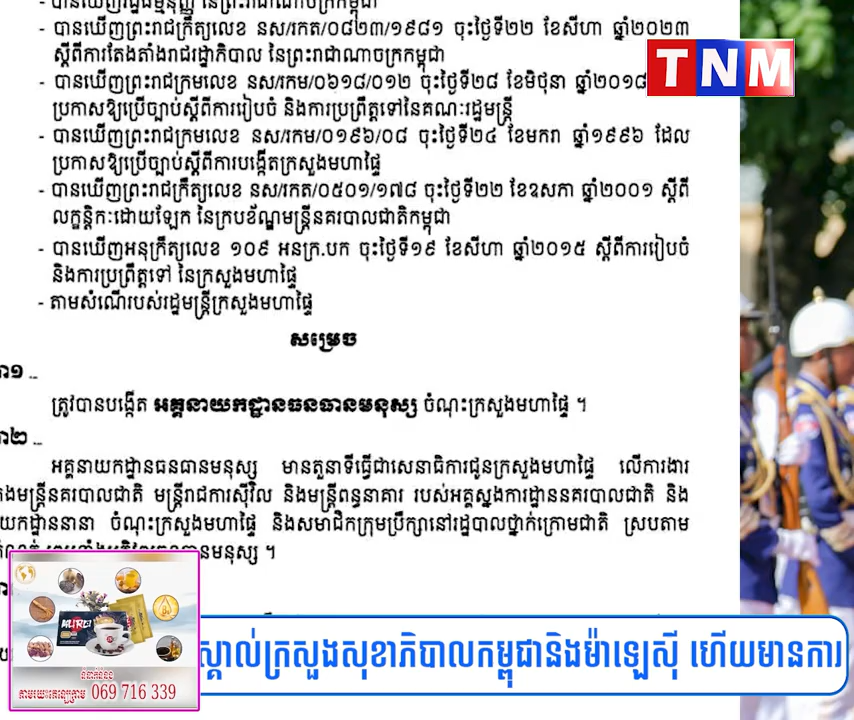 - បានឃើញព្រះរាជក្រឹត្យលេខ នស/រកត/០៨២៣/១៩៨១ ចុះថ្ងៃទី២២ ខែសីហា ឆ្នាំ២០២៣
ស្ដីពីការតែងតាំងរាជរដ្ឋាភិបាល នៃព្រះរាជាណាចក្រកម្ពុជា
- បានឃើញព្រះរាជក្រមលេខ នស/រកម/០៦១៨/០១២ ចុះថ្ងៃទី២៨ ខែមិថុនា ឆ្នាំ២០១៨
ប្រកាសឱ្យប្រើច្បាប់ស្ដីពីការរៀបចំ និងការប្រព្រឹត្តទៅនៃគណៈរដ្ឋមន្ត្រី
- បានឃើញព្រះរាជក្រមលេខ នស/រកម/០១៩៦/០៨ ចុះថ្ងៃទី២៤ ខែមករា ឆ្នាំ១៩៩៦ ដែល
ប្រកាសឱ្យប្រើច្បាប់ស្ដីពីការបង្កើតក្រសួងមហាផ្ទៃ
- បានឃើញព្រះរាជក្រឹត្យលេខ នស/រកត/០៥០១/១៧៨ ចុះថ្ងៃទី២២ ខែឧសភា ឆ្នាំ២០០១ ស្ដីពី
លក្ខន្តិកៈដោយឡែក នៃក្របខ័ណ្ឌមន្ត្រីនគរបាលជាតិកម្ពុជា
- បានឃើញអនុក្រឹត្យលេខ ១០៩ អនក្រ.បក ចុះថ្ងៃទី១៩ ខែសីហា ឆ្នាំ២០១៥ ស្ដីពីការរៀបចំ
និងការប្រព្រឹត្តទៅ នៃក្រសួងមហាផ្ទៃ
- តាមសំណើរបស់រដ្ឋមន្ត្រីក្រសួងមហាផ្ទៃ
សម្រេច
ត្រូវបានបង្កើត អគ្គនាយកដ្ឋានធនធានមនុស្ស ចំណុះក្រសួងមហាផ្ទៃ ។
អគ្គនាយកដ្ឋានធនធានមនុស្ស មានតួនាទីធ្វើជាសេនាធិការជូនក្រសួងមហាផ្ទៃ លើការងារ
មន្ត្រីនគរបាលជាតិ មន្ត្រីរាជការស៊ីវិល និងមន្ត្រីពន្ធនាគារ របស់អគ្គស្នងការដ្ឋាននគរបាលជាតិ និង
យកដ្ឋាននានា ចំណុះក្រសួងមហាផ្ទៃ និងសមាជិកក្រុមប្រឹក្សានៅរដ្ឋបាលថ្នាក់ក្រោមជាតិ ស្របតាម
TNM
069 716 339
ស្គាល់ក្រសួងសុខាភិបាលកម្ពុជានិងម៉ាឡេស៊ី ហើយមានការ